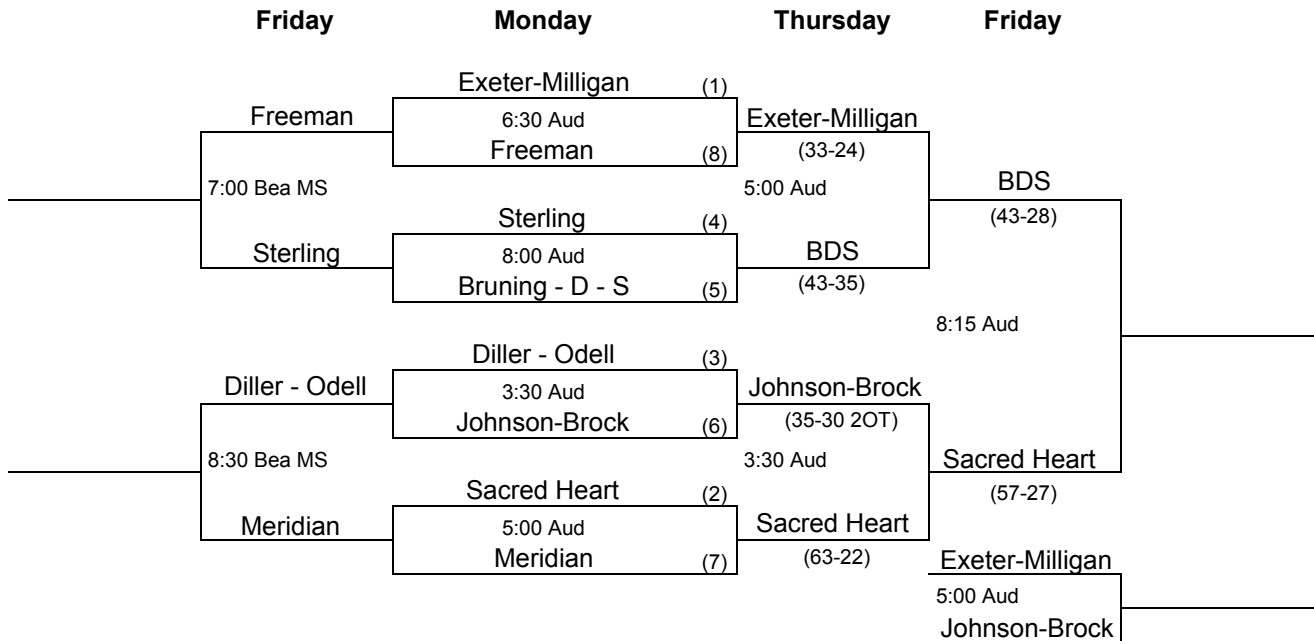 Friday Monday Thursday Friday
Exeter-Milligan (1)
Freeman 6:30 Aud Exeter-Milligan
Freeman (8) (33-24)
7:00 Bea MS 5:00 Aud BDS
Sterling (4) (43-28)
Sterling 8:00 Aud BDS
Bruning - D - S (5) (43-35)
8:15 Aud
Diller - Odell (3)
Diller - Odell 3:30 Aud Johnson-Brock
Johnson-Brock (6) (35-30 2OT)
8:30 Bea MS 3:30 Aud Sacred Heart
Sacred Heart (2) (57-27)
Meridian 5:00 Aud Sacred Heart
Meridian (7) (63-22) Exeter-Milligan
5:00 Aud
Johnson-Brock